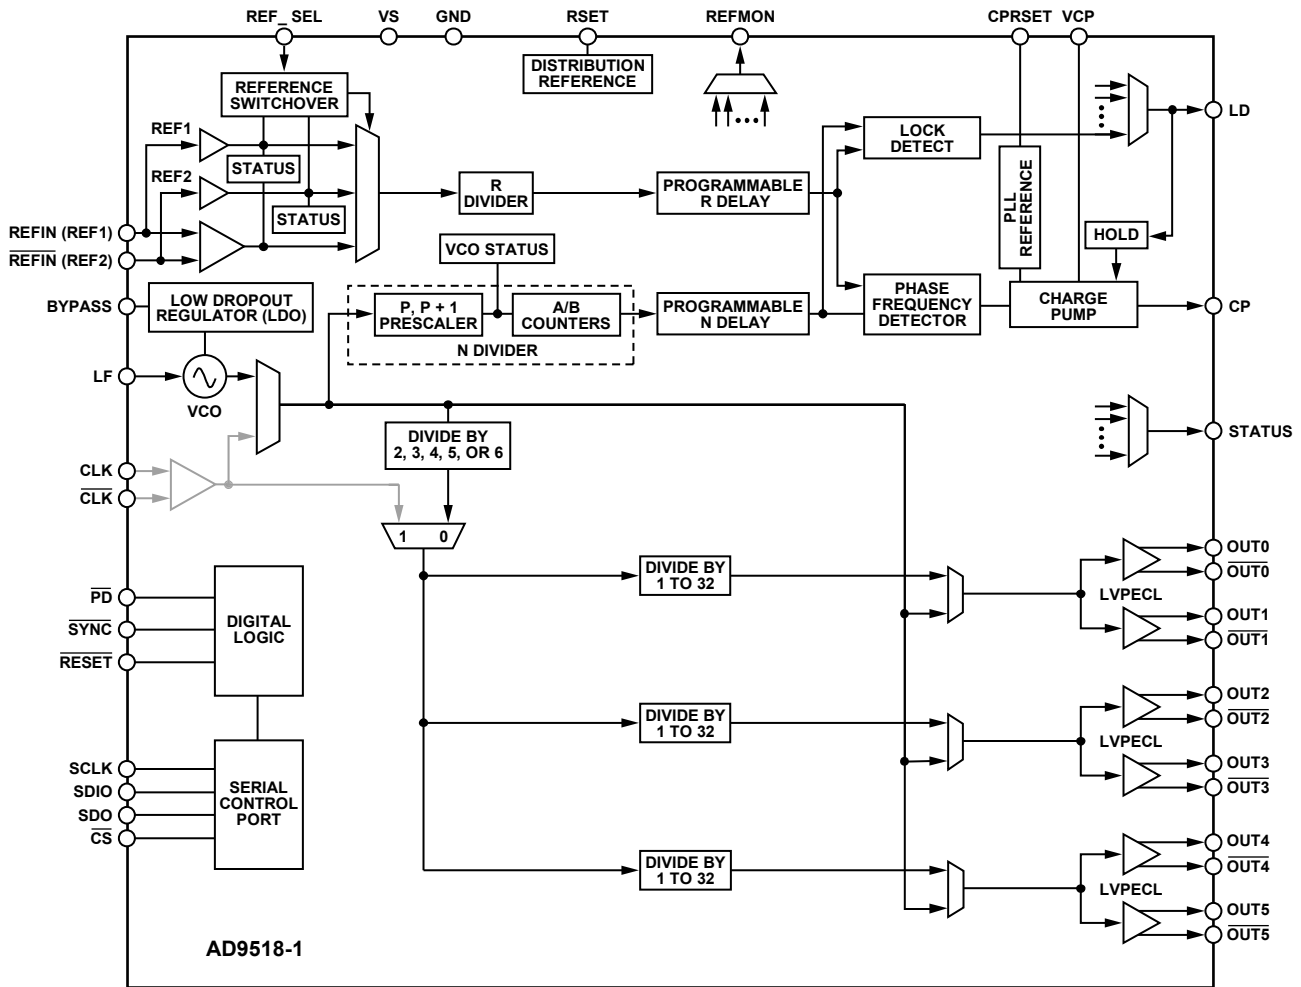 REF_ SEL
VS
GND
RSET
REFMON
CPRSET
VCP
DISTRIBUTION
REFERENCE
REFERENCE
SWITCHOVER
REF1
STATUS
REF2
STATUS
REFIN (REF1)
REFIN (REF2)
BYPASS
LOW DROPOUT
REGULATOR (LDO)
LF
VCO
R
DIVIDER
PROGRAMMABLE
R DELAY
LOCK
DETECT
LD
PLL
REFERENCE
HOLD
VCO STATUS
P, P + 1
PRESCALER
A/B
COUNTERS
N DIVIDER
PROGRAMMABLE
N DELAY
PHASE
FREQUENCY
DETECTOR
CHARGE
PUMP
CP
STATUS
DIVIDE BY
2, 3, 4, 5, OR 6
CLK
CLK
1
0
PD
SYNC
RESET
DIGITAL
LOGIC
DIVIDE BY
1 TO 32
LVPECL
OUT0
OUT0
OUT1
OUT1
DIVIDE BY
1 TO 32
LVPECL
OUT2
OUT2
OUT3
OUT3
SCLK
SDIO
SDO
CS
SERIAL
CONTROL
PORT
DIVIDE BY
1 TO 32
LVPECL
OUT4
OUT4
OUT5
OUT5
AD9518-1